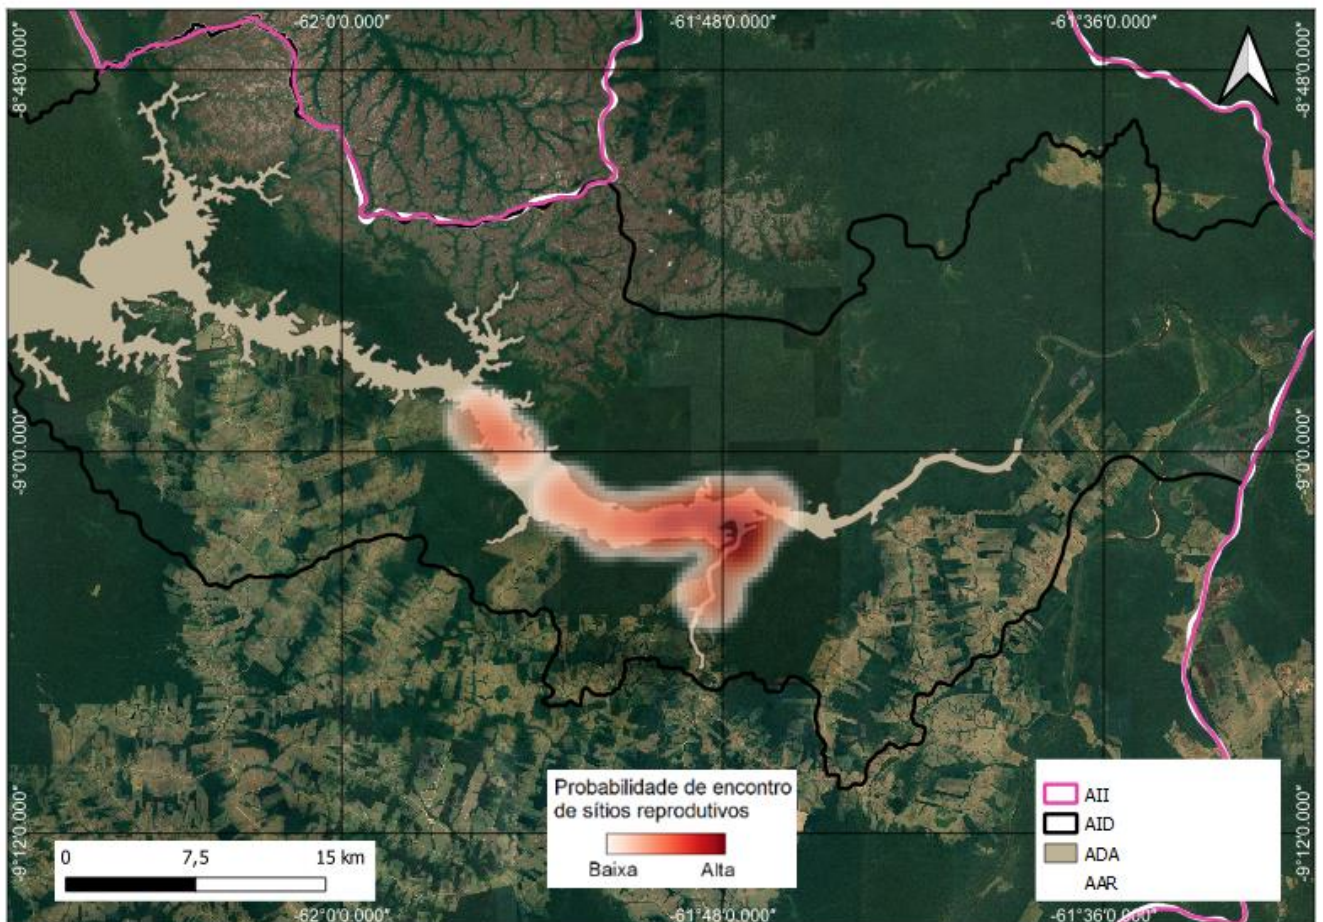 -62°0'0.000"
-61°48'0.000"
-61°36'0.000"
-8°48'0.000"
-8°48'0.000"
-9°0'0.000"
-9°0'0.000"
Probabilidade de encontro
de sítios reprodutivos
Baixa
Alta
AII
AID
ADA
AAR
0
7,5
15 km
-9°12'0.000"
-9°12'0.000"
-62°0'0.000"
-61°48'0.000"
-61°36'0.000"